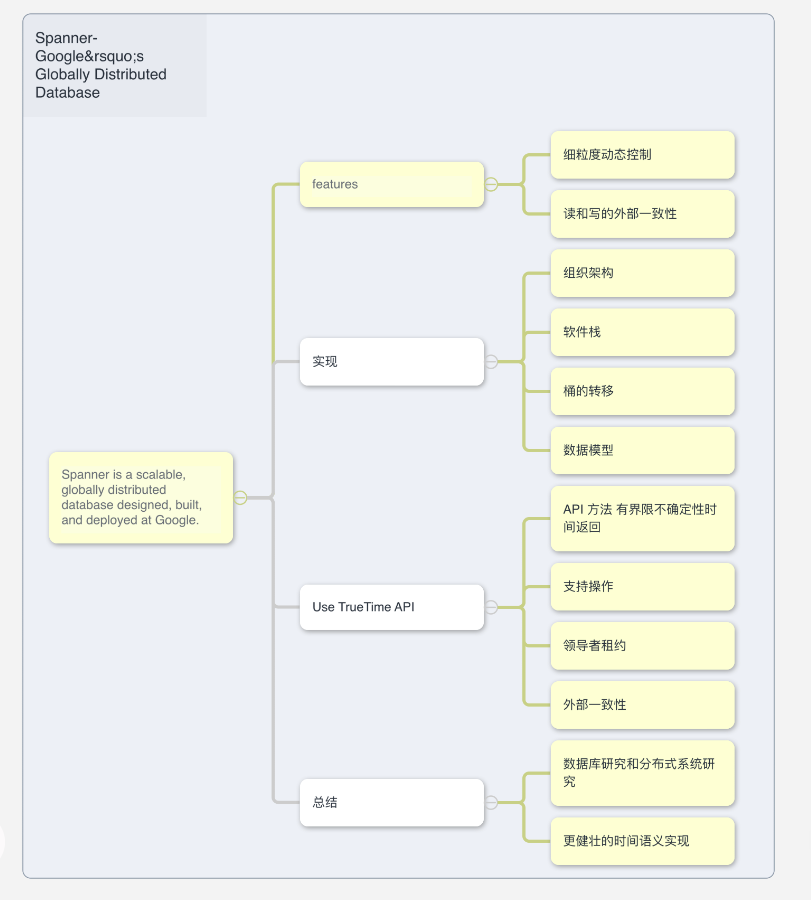 Spanner-
Google&rsquo;s
Globally Distributed
Database
细粒度动态控制
features
读和写的外部一致性
组织架构
软件栈
实现
桶的转移
数据模型
Spanner is a scalable,
globally distributed
database designed, built,
and deployed at Google.
API 方法 有界限不确定性时
间返回
支持操作
Use TrueTime API
领导者租约
外部一致性
数据库研究和分布式系统研
究
总结
更健壮的时间语义实现